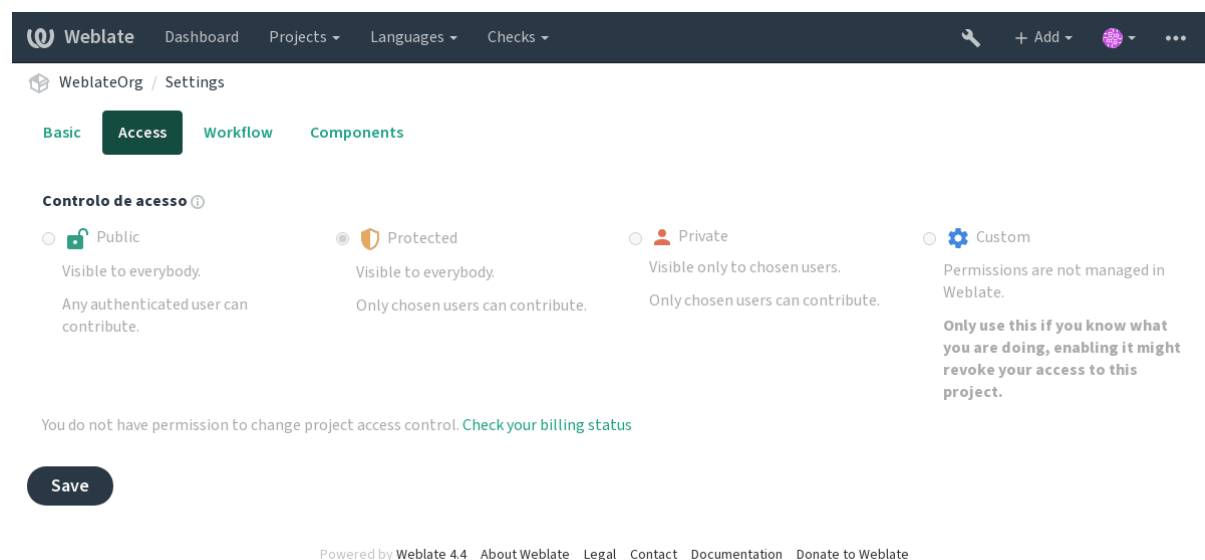 Weblate Dashboard Projects Languages Checks Add
WeblateOrg / Settings
Basic Access Workflow Components
Controlo de acesso
Public
Visible to everybody.
Any authenticated user can
contribute.
Protected
Visible to everybody.
Only chosen users can contribute.
Private
Visible only to chosen users.
Only chosen users can contribute.
Custom
Permissions are not managed in
Weblate.
Only use this if you know what
you are doing, enabling it might
revoke your access to this
project.
You do not have permission to change project access control. Check your billing status
Save
Powered by Weblate 4.4 About Weblate Legal Contact Documentation Donate to Weblate